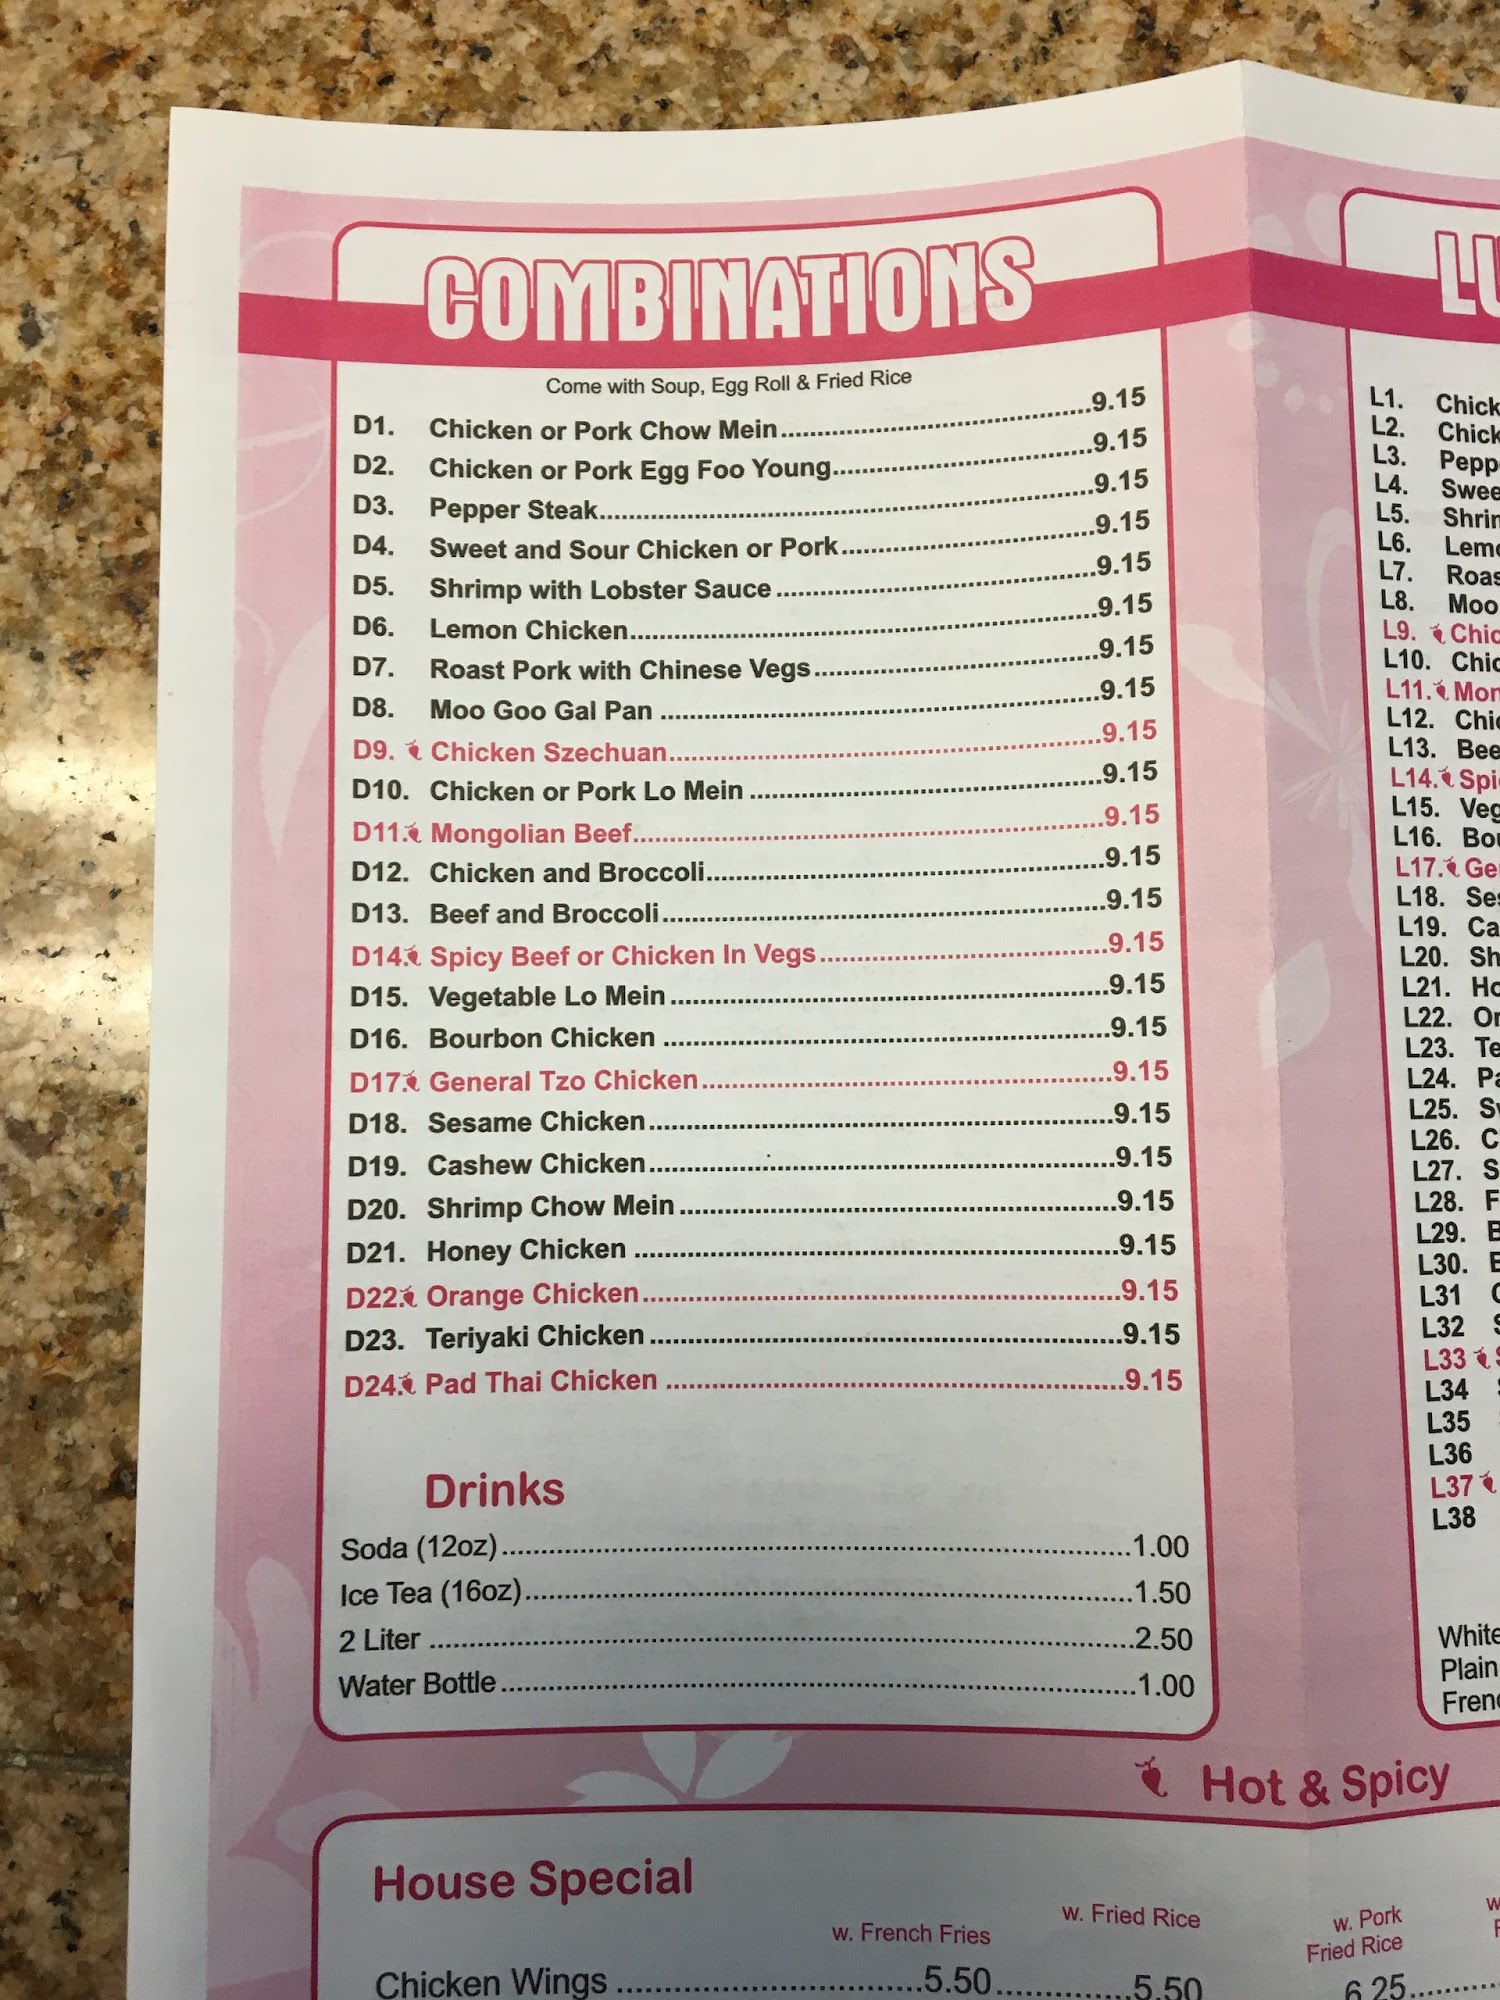 COMBINATIONS
Come with Soup, Egg Roll & Fried Rice
D1. Chicken or Pork Chow Mein 9.15
D2. Chicken or Pork Egg Foo Young 9.15
D3. Pepper Steak 9.15
D4. Sweet and Sour Chicken or Pork 9.15
D5. Shrimp with Lobster Sauce 9.15
D6. Lemon Chicken 9.15
D7. Roast Pork with Chinese Vegs 9.15
D8. Moo Goo Gal Pan 9.15
D9. Chicken Szechuan 9.15
D10. Chicken or Pork Lo Mein 9.15
D11. Mongolian Beef 9.15
D12. Chicken and Broccoli 9.15
D13. Beef and Broccoli 9.15
D14. Spicy Beef or Chicken In Vegs 9.15
D15. Vegetable Lo Mein 9.15
D16. Bourbon Chicken 9.15
D17. General Tzo Chicken 9.15
D18. Sesame Chicken 9.15
D19. Cashew Chicken 9.15
D20. Shrimp Chow Mein 9.15
D21. Honey Chicken 9.15
D22. Orange Chicken 9.15
D23. Teriyaki Chicken 9.15
D24. Pad Thai Chicken 9.15
Drinks
Soda (12oz) 1.00
Ice Tea (16oz) 1.50
2 Liter 2.50
Water Bottle 1.00
L1.
L2.
L3.
L4.
L5.
L6.
L7.
L8. Moo
L9.
L10.
L11.
L12.
L13.
L14.
L15.
L16.
L17.
L18.
L19.
L20.
L21.
L22.
L23.
L24.
L25.
L26.
L27.
L28.
L29.
L30.
L31
L32
L33
L34
L35
L36
L37
L38
White
Plain
Hot & Spicy
House Special
w. French Fries w. Fried Rice w. Pork Fried Rice
Chicken Wings 5.50 5.50 6.25